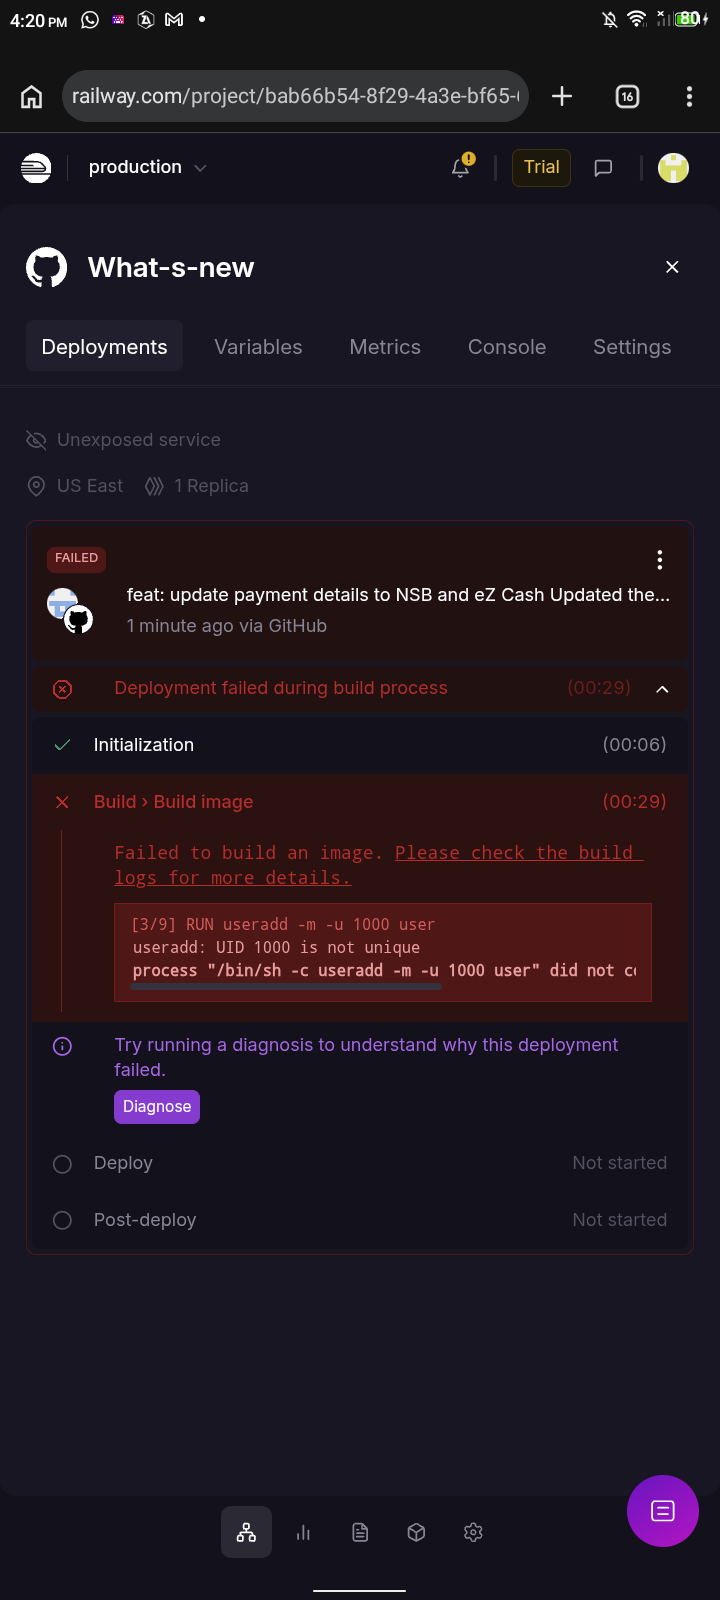 4:20 PM
80
railway.com/project/bab66b54-8f29-4a3e-bf65-
16
production
Trial
What-s-new
Deployments Variables Metrics Console Settings
Unexposed service
US East 1 Replica
FAILED
feat: update payment details to NSB and eZ Cash Updated the...
1 minute ago via GitHub
Deployment failed during build process (00:29)
Initialization (00:06)
Build › Build image (00:29)
Failed to build an image. Please check the build
logs for more details.
[3/9] RUN useradd -m -u 1000 user
useradd: UID 1000 is not unique
process "/bin/sh -c useradd -m -u 1000 user" did not
Try running a diagnosis to understand why this deployment
failed.
Diagnose
Deploy Not started
Post-deploy Not started